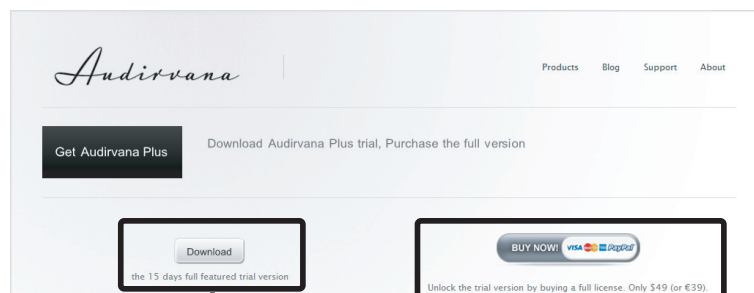 Audirvana
Products Blog Support About
Get Audirvana Plus
Download Audirvana Plus trial, Purchase the full version
Download
the 15 days full featured trial version
BUY NOW! VISA PayPal
Unlock the trial version by buying a full license. Only $49 (or €39).